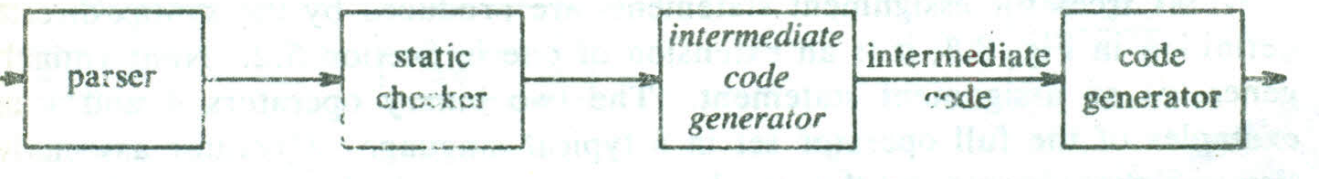 parser
static
checker
intermediate
code
generator
intermediate
code
code
generator